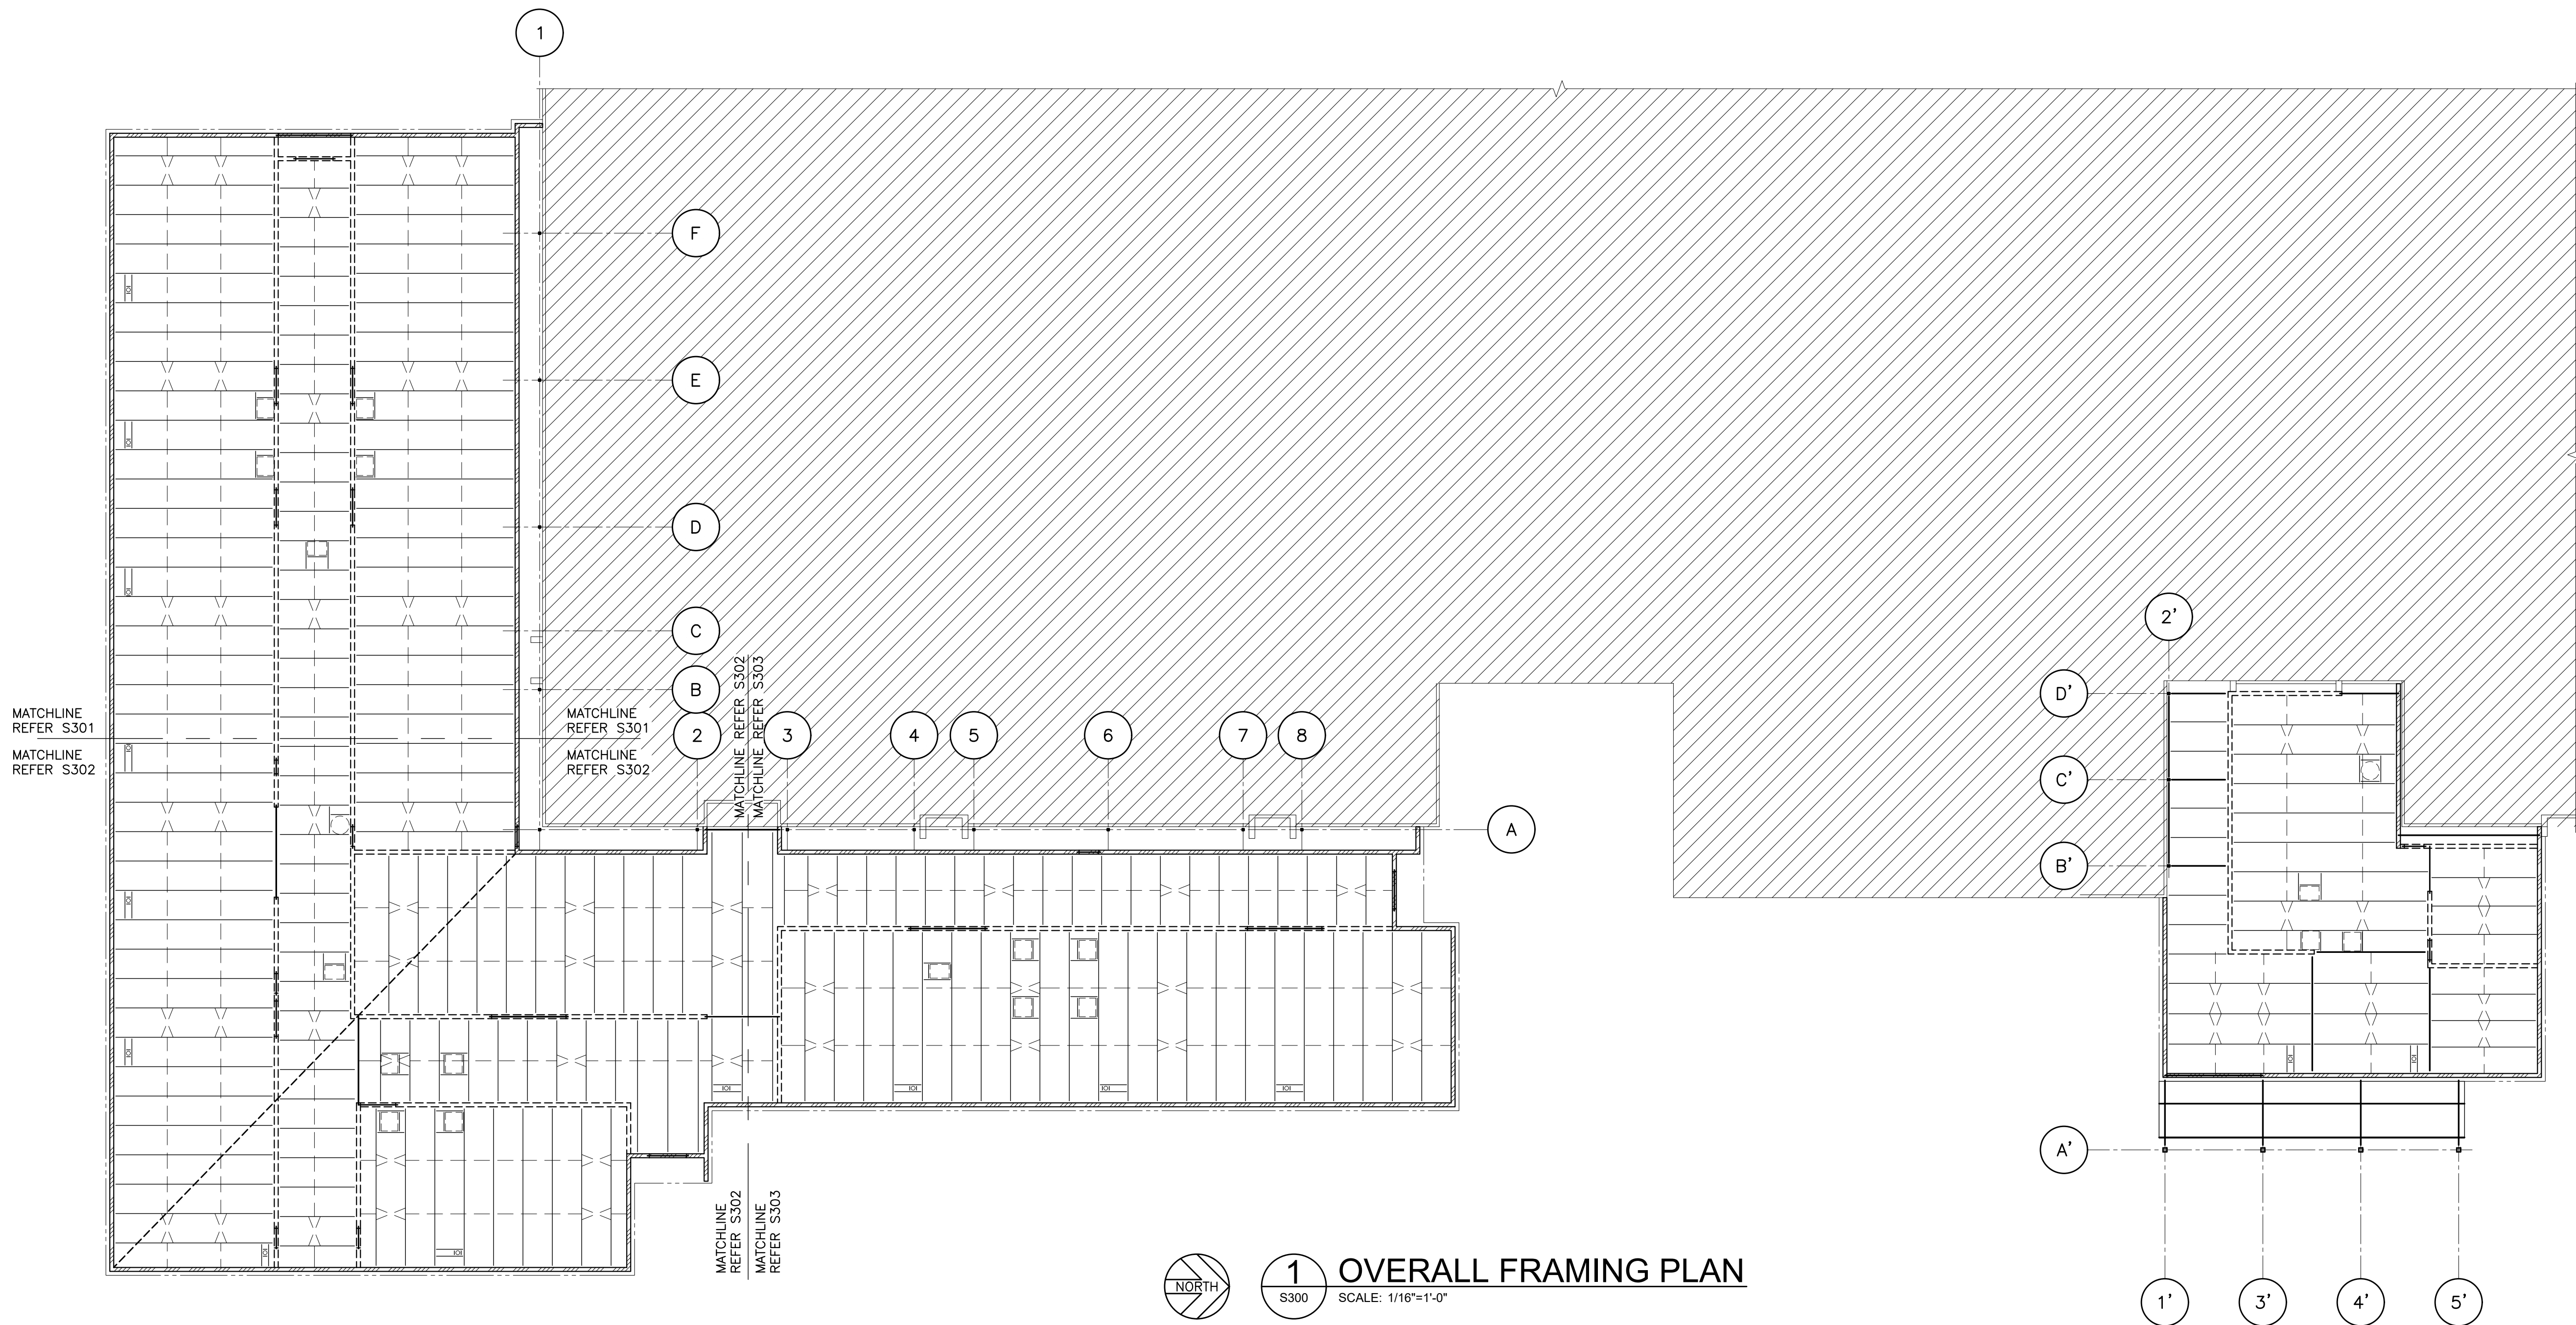 1
F
E
D
C
B
2
3
4
5
6
7
8
A
MATCHLINE
REFER S301
MATCHLINE
REFER S302
MATCHLINE
REFER S301
MATCHLINE
REFER S302
MATCHLINE REFER S302
MATCHLINE REFER S303
2'
D'
C'
B'
A'
MATCHLINE
REFER S302
MATCHLINE
REFER S303
NORTH
1
S300
OVERALL FRAMING PLAN
SCALE: 1/16"=1'-0"
1'
3'
4'
5'